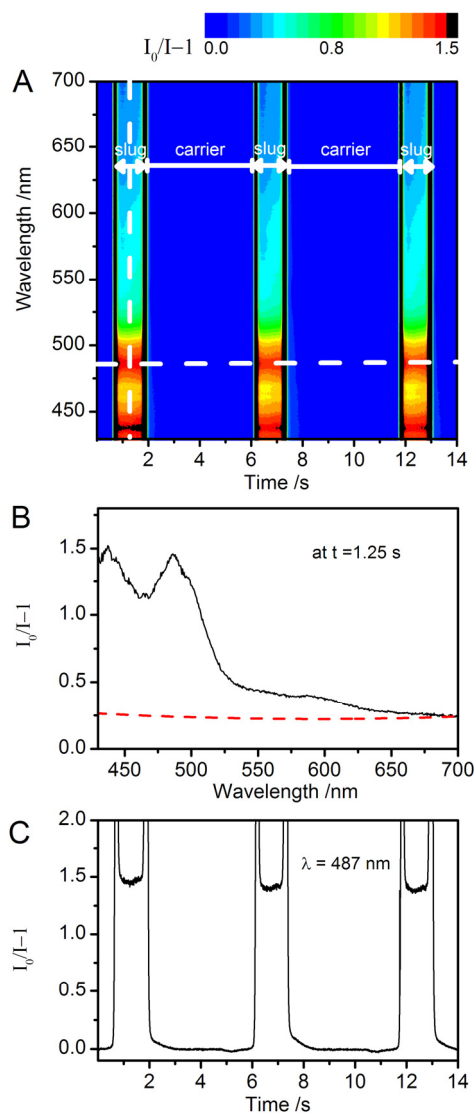 I₀/I−1
0.0 0.8 1.5
A
700
650
600
550
500
450
Wavelength /nm
slug carrier slug carrier slug
2 4 6 8 10 12 14
Time /s
B
at t =1.25 s
1.5
1.0
0.5
0.0
I₀/I−1
450 500 550 600 650 700
Wavelength /nm
C
λ = 487 nm
2.0
1.5
1.0
0.5
0.0
I₀/I−1
2 4 6 8 10 12 14
Time /s